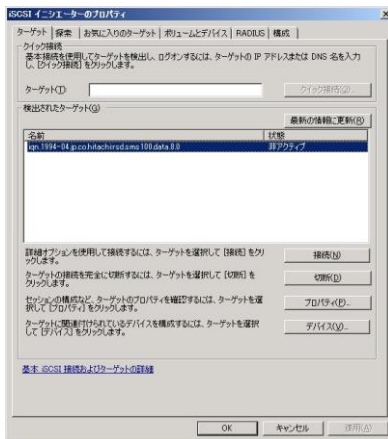 iSCSI イニシエーターのプロパティ
ターゲット 探索 お気に入りのターゲット ボリュームとデバイス RADIUS 構成
クイック接続
基本接続を使用してターゲットを検出し、ログオンするには、ターゲットの IP アドレスまたは DNS 名を入力
し、[クイック接続] をクリックします。
ターゲット(T):
クイック接続(Q)...
検出されたターゲット(G)
最新の情報に更新(R)
名前 状態
iqn.1994-04.jp.co.hitachi:rsd.sms100.data.8.0 非アクティブ
詳細オプションを使用して接続するには、ターゲットを選択して [接続] をクリ
ックします。
接続(N)
ターゲットの接続を完全に切断するには、ターゲットを選択して [切断] を
クリックします。
切断(D)
セッションの構成など、ターゲットのプロパティを確認するには、ターゲットを選
択して [プロパティ] をクリックします。
プロパティ(P)...
ターゲットに関連付けられているデバイスを構成するには、ターゲットを選択
して [デバイス] をクリックします。
デバイス(V)...
基本 iSCSI 接続およびターゲットの詳細
OK キャンセル 適用(A)